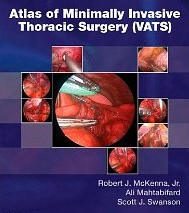 Atlas of Minimally Invasive
Thoracic Surgery (VATS)
Robert J. McKenna, Jr.
Ali Mahtabifard
Scott J. Swanson